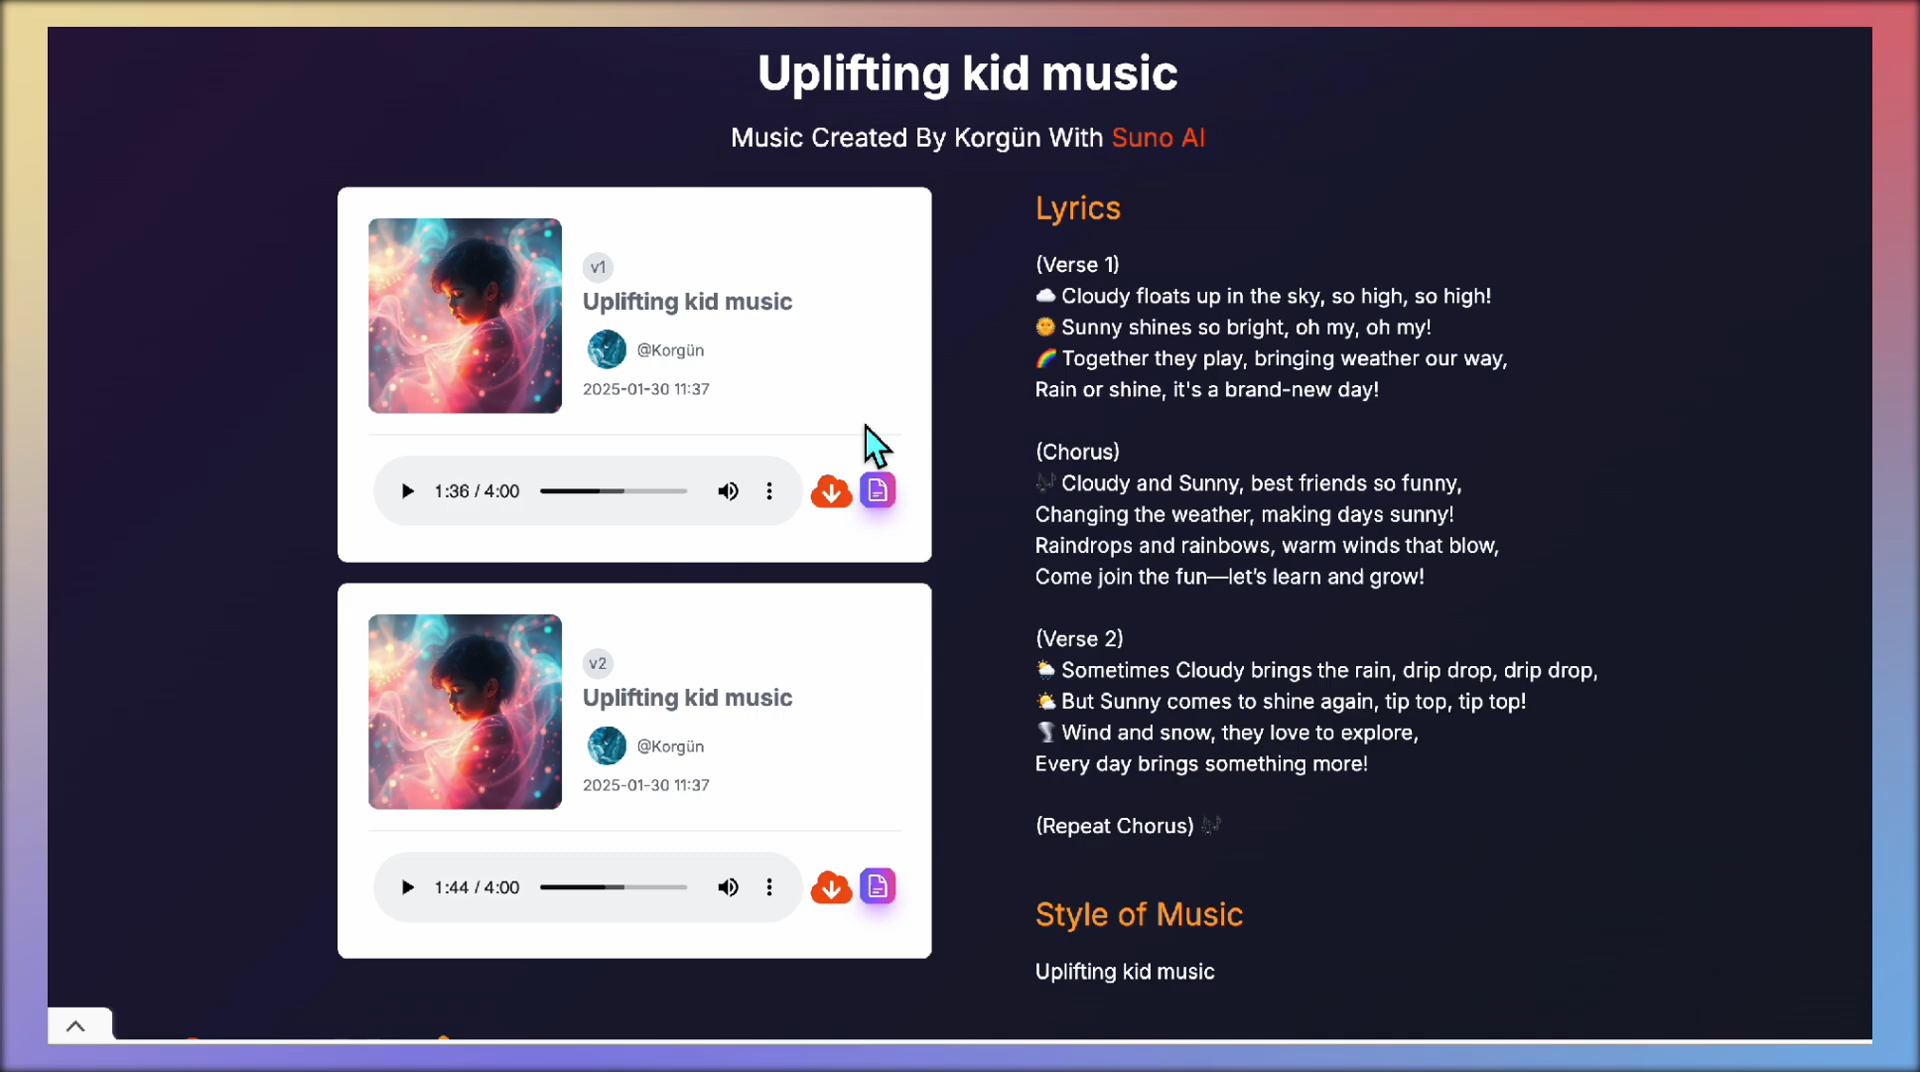 Uplifting kid music
Music Created By Korgün With Suno AI
v1
Uplifting kid music
@Korgün
2025-01-30 11:37
1:36 / 4:00
v2
Uplifting kid music
@Korgün
2025-01-30 11:37
1:44 / 4:00
Lyrics
(Verse 1)
☁️ Cloudy floats up in the sky, so high, so high!
🌞 Sunny shines so bright, oh my, oh my!
🌈 Together they play, bringing weather our way,
Rain or shine, it's a brand-new day!
(Chorus)
🎶 Cloudy and Sunny, best friends so funny,
Changing the weather, making days sunny!
Raindrops and rainbows, warm winds that blow,
Come join the fun—let’s learn and grow!
(Verse 2)
🌦️ Sometimes Cloudy brings the rain, drip drop, drip drop,
🌤️ But Sunny comes to shine again, tip top, tip top!
🌪️ Wind and snow, they love to explore,
Every day brings something more!
(Repeat Chorus) 🎶
Style of Music
Uplifting kid music